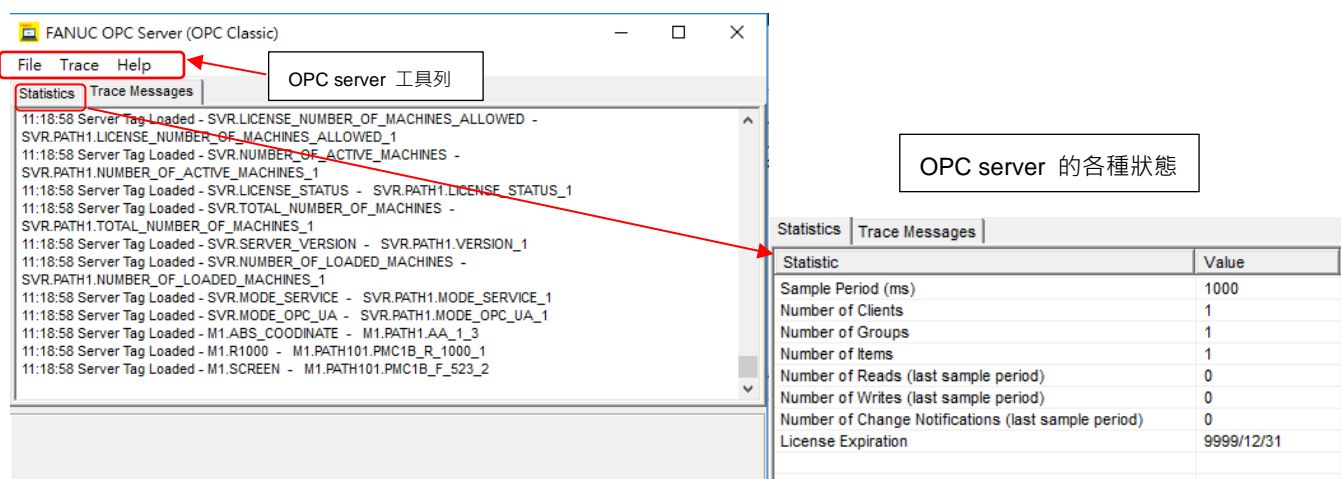 FANUC OPC Server (OPC Classic)
File Trace Help
OPC server 工具列
Statistics Trace Messages
11:18:58 Server Tag Loaded - SVR.LICENSE_NUMBER_OF_MACHINES_ALLOWED -
SVR.PATH1.LICENSE_NUMBER_OF_MACHINES_ALLOWED_1
11:18:58 Server Tag Loaded - SVR.NUMBER_OF_ACTIVE_MACHINES -
SVR.PATH1.NUMBER_OF_ACTIVE_MACHINES_1
11:18:58 Server Tag Loaded - SVR.LICENSE_STATUS - SVR.PATH1.LICENSE_STATUS_1
11:18:58 Server Tag Loaded - SVR.TOTAL_NUMBER_OF_MACHINES -
SVR.PATH1.TOTAL_NUMBER_OF_MACHINES_1
11:18:58 Server Tag Loaded - SVR.SERVER_VERSION - SVR.PATH1.VERSION_1
11:18:58 Server Tag Loaded - SVR.NUMBER_OF_LOADED_MACHINES -
SVR.PATH1.NUMBER_OF_LOADED_MACHINES_1
11:18:58 Server Tag Loaded - SVR.MODE_SERVICE - SVR.PATH1.MODE_SERVICE_1
11:18:58 Server Tag Loaded - SVR.MODE_OPC_UA - SVR.PATH1.MODE_OPC_UA_1
11:18:58 Server Tag Loaded - M1.ABS_COODINATE - M1.PATH1.AA_1_3
11:18:58 Server Tag Loaded - M1.R1000 - M1.PATH101.PMC1B_R_1000_1
11:18:58 Server Tag Loaded - M1.SCREEN - M1.PATH101.PMC1B_F_523_2
OPC server 的各種狀態
Statistics Trace Messages
Statistic Value
Sample Period (ms) 1000
Number of Clients 1
Number of Groups 1
Number of Items 1
Number of Reads (last sample period) 0
Number of Writes (last sample period) 0
Number of Change Notifications (last sample period) 0
License Expiration 9999/12/31